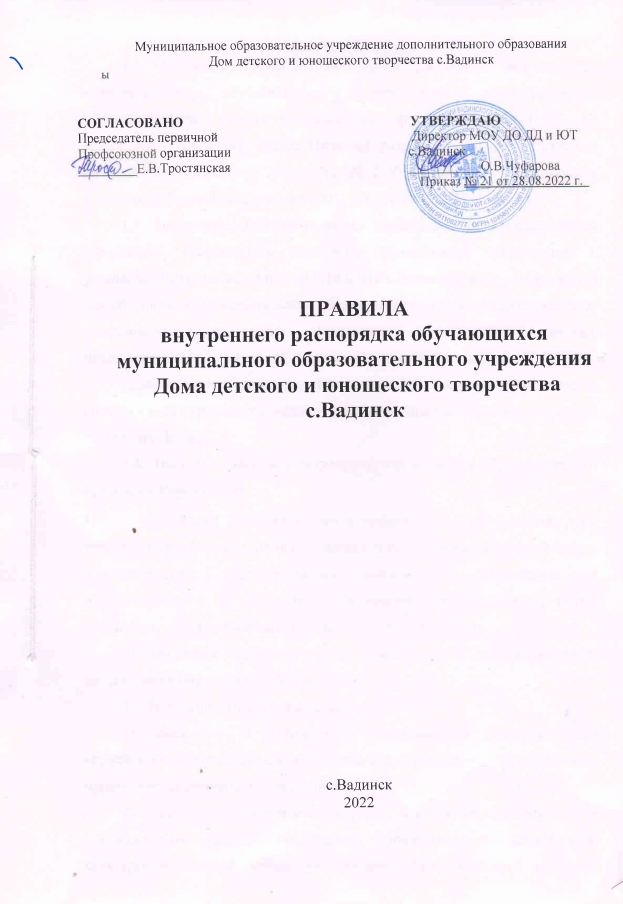 Муниципальное образовательное учреждение дополнительного образования
Дом детского и юношеского творчества с.Вадинск
ы
СОГЛАСОВАНО
Председатель первичной
Профсоюзной организации
Е.В.Тростянская
УТВЕРЖДАЮ
Директор МОУ ДО ДД и ЮТ
с.Вадинск
О.В.Чуфарова
Приказ № 21 от 28.08.2022 г.
ПРАВИЛА
внутреннего распорядка обучающихся
муниципального образовательного учреждения
Дома детского и юношеского творчества
с.Вадинск
с.Вадинск
2022